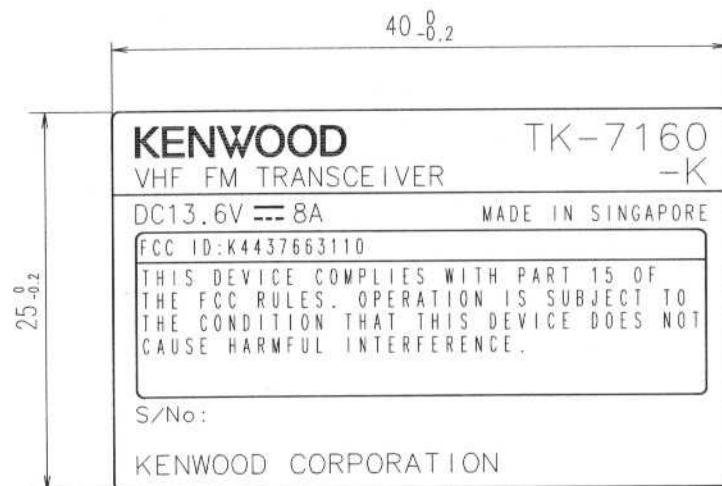 40 0 -0.2
25 0 -0.2
KENWOOD TK-7160
VHF FM TRANSCEIVER -K
DC13.6V 8A MADE IN SINGAPORE
FCC ID:K4437663110
THIS DEVICE COMPLIES WITH PART 15 OF
THE FCC RULES. OPERATION IS SUBJECT TO
THE CONDITION THAT THIS DEVICE DOES NOT
CAUSE HARMFUL INTERFERENCE.
S/No:
KENWOOD CORPORATION